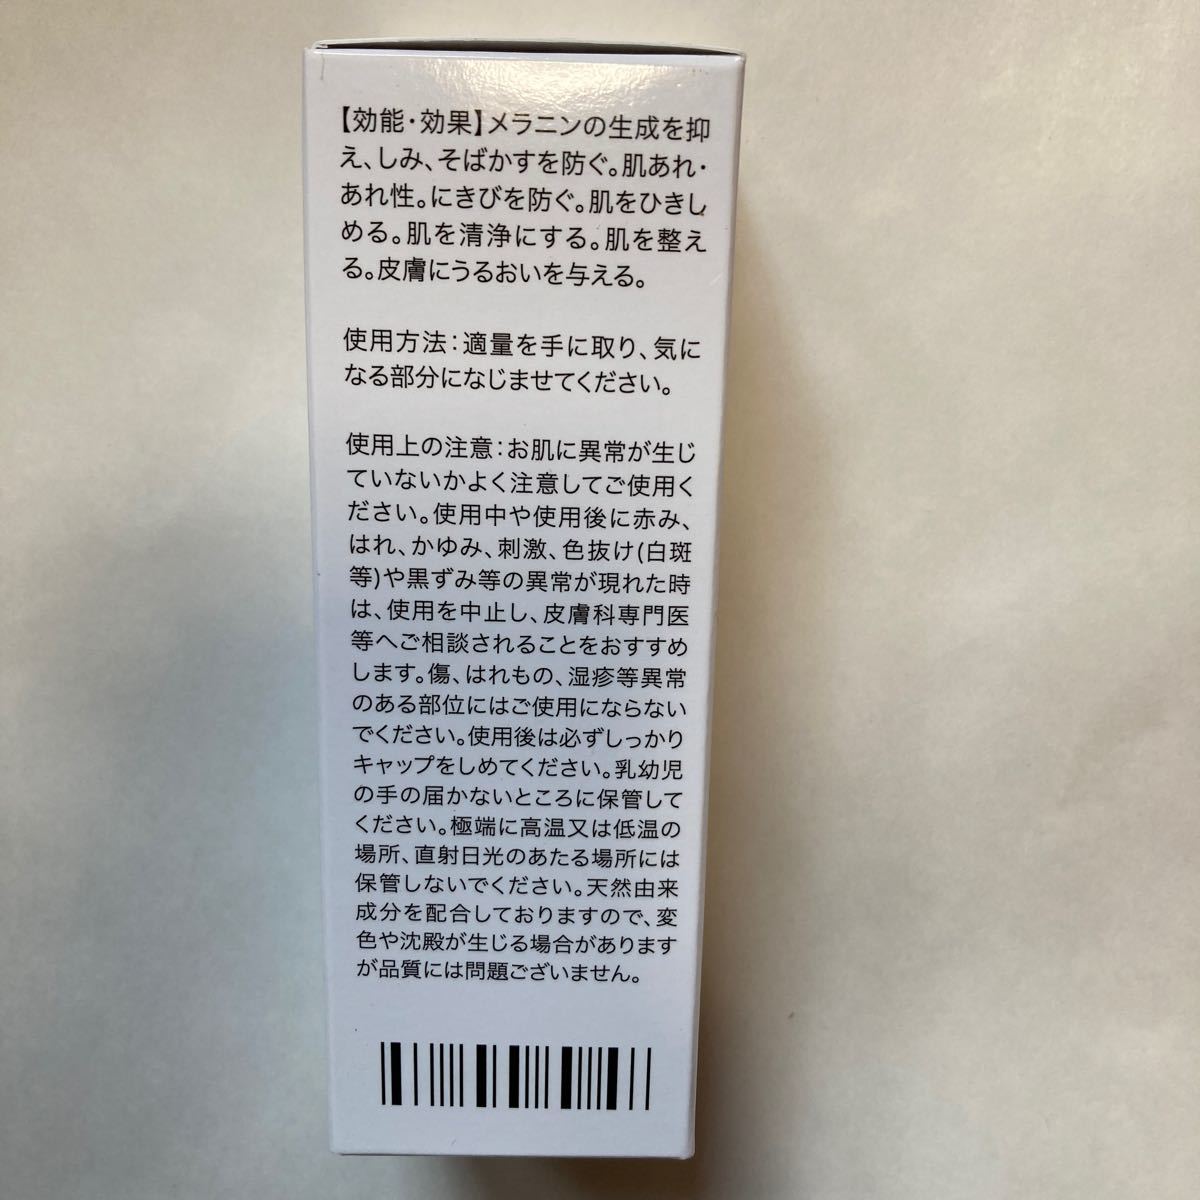 【効能・効果】メラニンの生成を抑
え、しみ、そばかすを防ぐ。肌あれ・
あれ性。にきびを防ぐ。肌をひきし
める。肌を清浄にする。肌を整え
る。皮膚にうるおいを与える。
使用方法：適量を手に取り、気に
なる部分になじませてください。
使用上の注意：お肌に異常が生じ
ていないかよく注意してご使用く
ださい。使用中や使用後に赤み、
はれ、かゆみ、刺激、色抜け(白斑
等)や黒ずみ等の異常が現れた時
は、使用を中止し、皮膚科専門医
等へご相談されることをおすすめ
します。傷、はれもの、湿疹等異常
のある部位にはご使用にならない
でください。使用後は必ずしっかり
キャップをしめてください。乳幼児
の手の届かないところに保管して
ください。極端に高温又は低温の
場所、直射日光のあたる場所には
保管しないでください。天然由来
成分を配合しておりますので、変
色や沈殿が生じる場合があります
が品質には問題ございません。